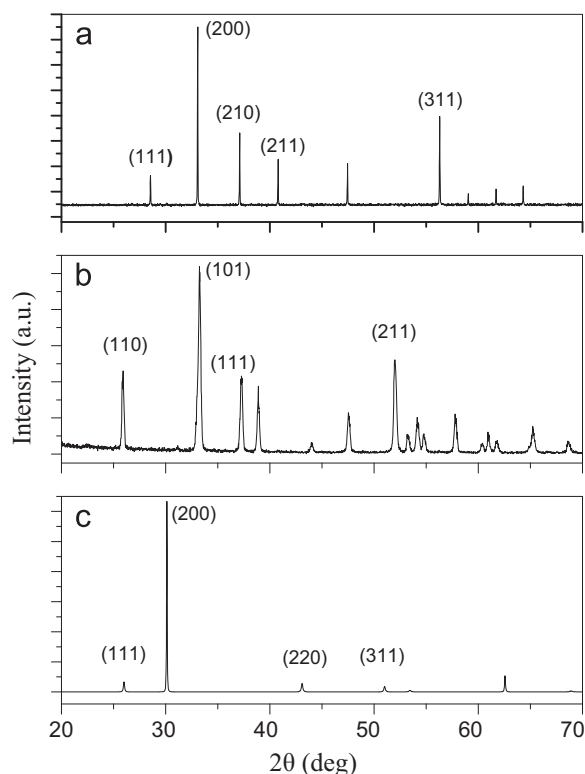 a
(200)
(311)
(210)
(211)
(111)
b
(101)
(110)
(111)
(211)
Intensity (a.u.)
c
(200)
(111)
(220)
(311)
20 30 40 50 60 70
2θ (deg)